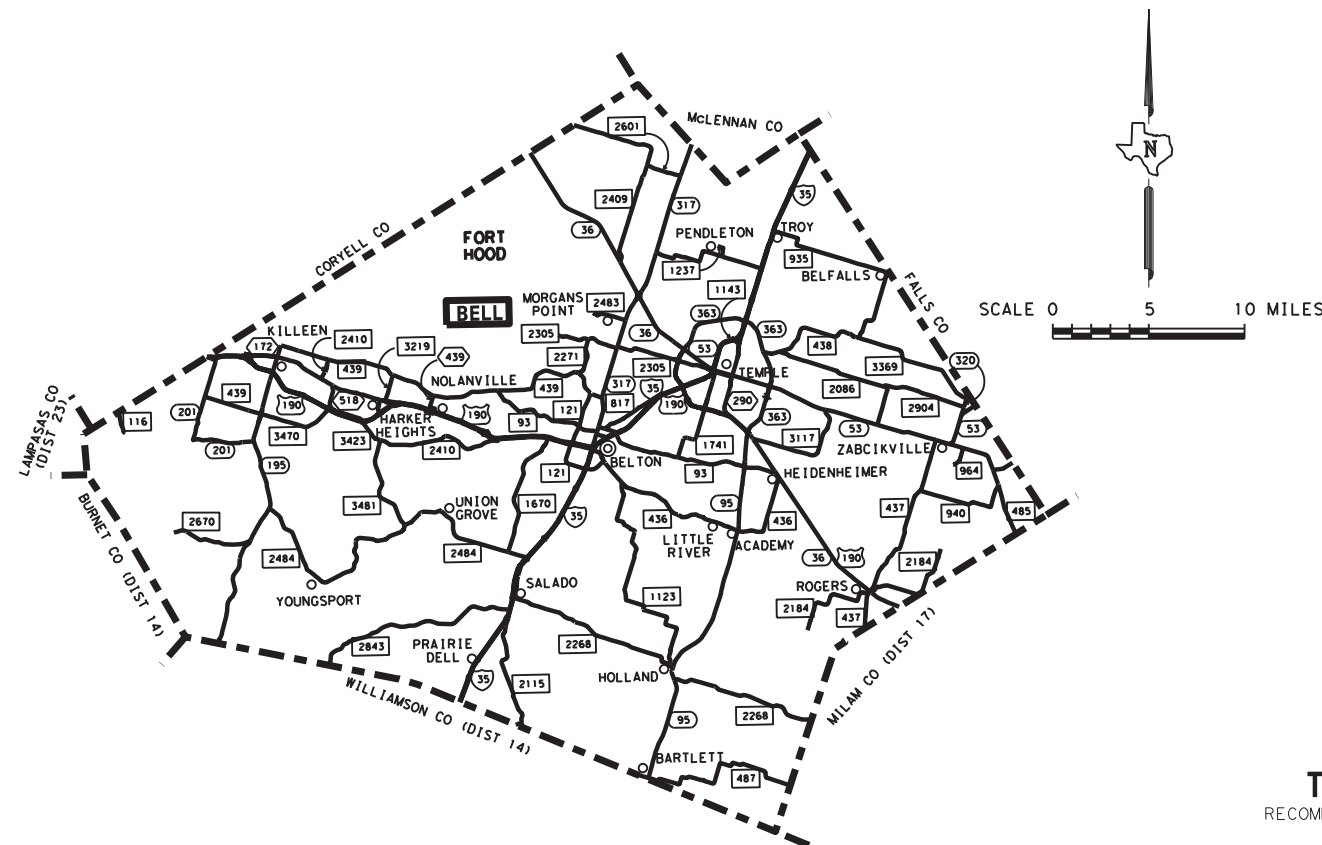 2601
McLENNAN CO
N
35
2409
317
36
FORT
HOOD
CORYELL CO
PENDLETON
TROY
935
1237
BELFALLS
FALLS CO
1143
BELL
MORGANS
POINT
2483
SCALE 0 5 10 MILES
363
363
KILLEEN
172
2410
3219
439
2305
36
53
438
439
2271
2305
TEMPLE
3369
320
LAMPASAS CO
(DIST 23)
NOLANVILLE
439
317
35
2086
116
439
201
190
518
HARKER
HEIGHTS
190
93
121
817
190
290
363
2904
53
53
3470
3423
2410
1741
3117
ZABCIKVILLE
201
195
121
BELTON
93
HEIDENHEIMER
964
BURNET CO (DIST 14)
3481
UNION
GROVE
1670
35
95
436
436
437
940
485
2670
LITTLE
RIVER
ACADEMY
2484
2484
36
190
2184
YOUNGSPORT
SALADO
ROGERS
1123
2184
437
2843
PRAIRIE
DELL
2268
MILAM CO (DIST 17)
35
2115
HOLLAND
WILLIAMSON CO (DIST 14)
95
2268
BARTLETT
487
T
RECOM